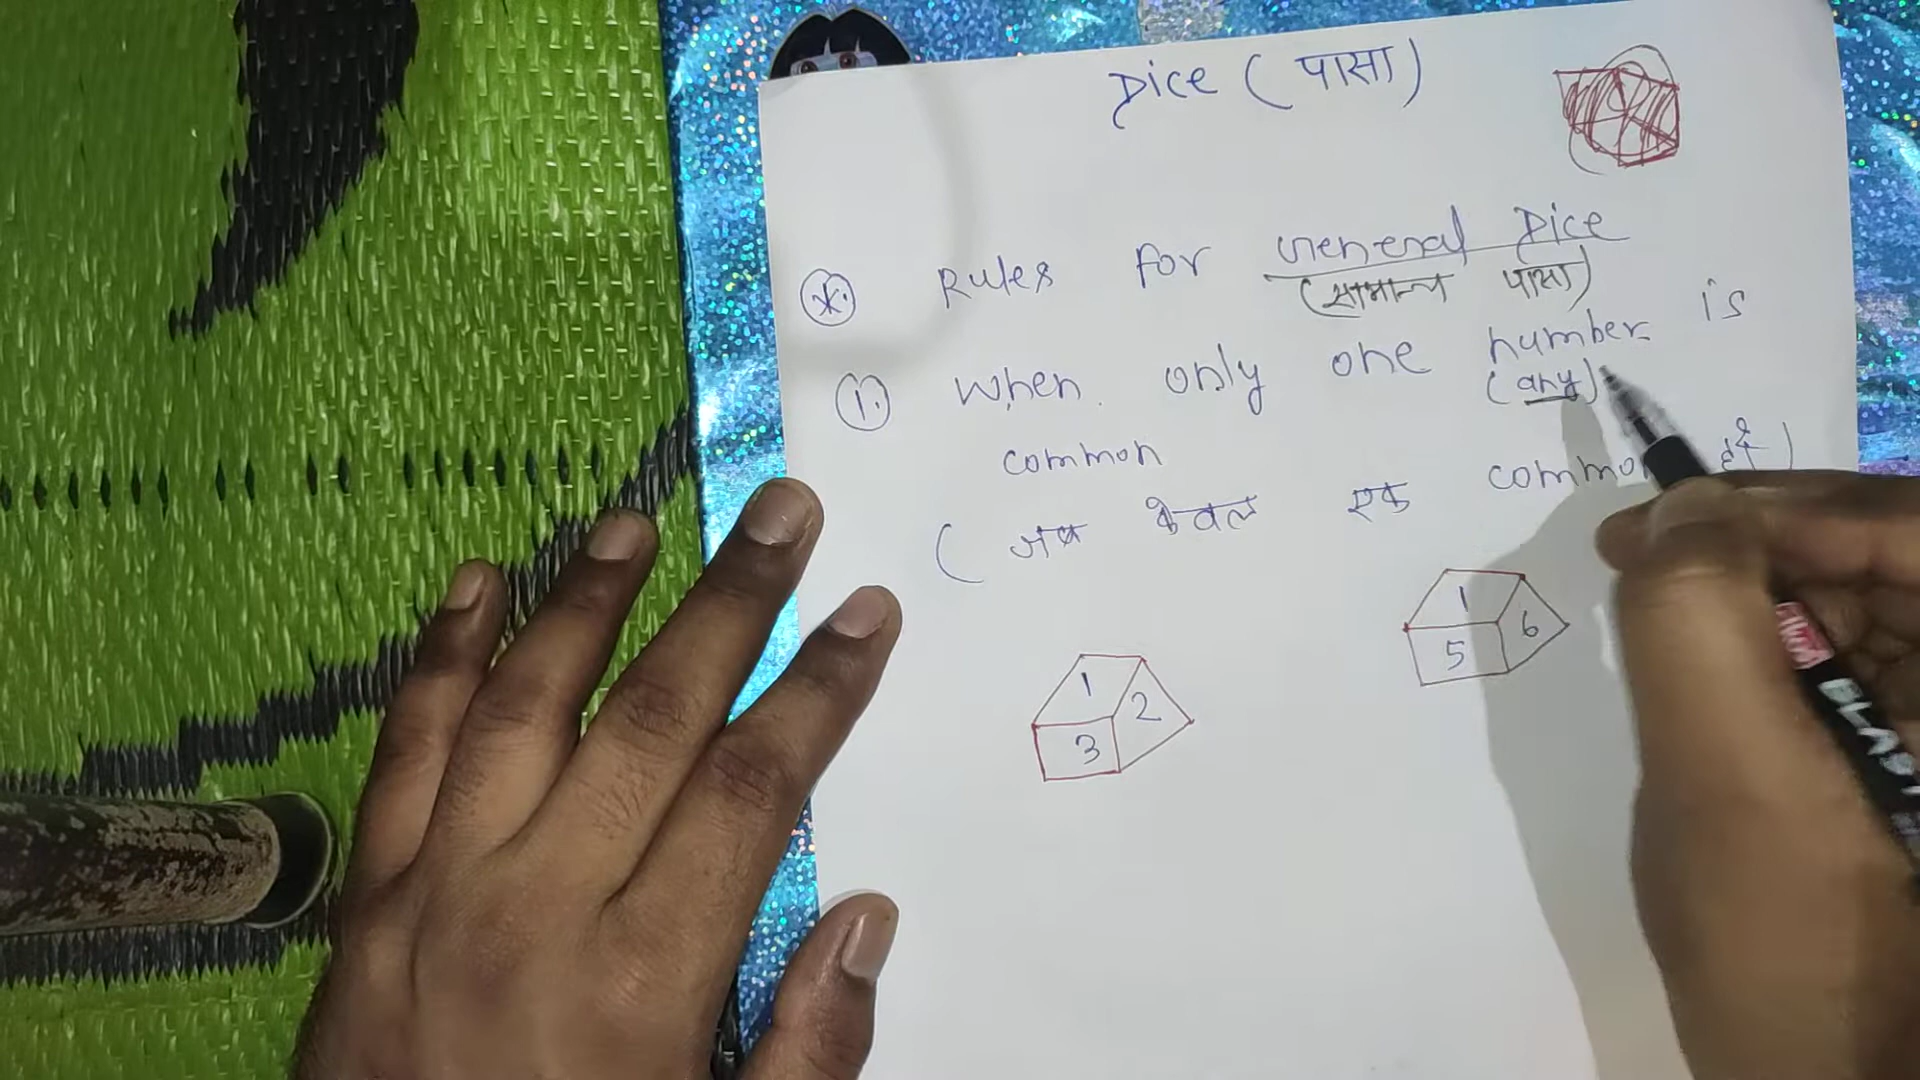 Dice (पासा)
* Rules for General Dice
(सामान्य पासा)
1. When only one number is
(any)
common
(जब केवल एक common हो)
1
2
3
1
6
5